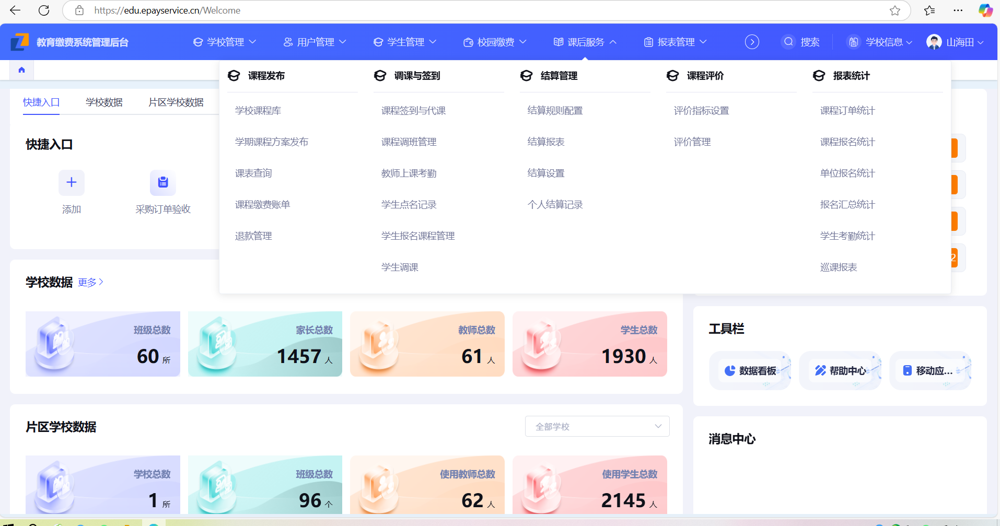 https://edu.epayservice.cn/Welcome
教育缴费系统管理后台
学校管理
用户管理
学生管理
校园缴费
课后服务
报表管理
搜索
学校信息
山海田
课程发布
学校课程库
学期课程方案发布
课表查询
课程缴费账单
退款管理
调课与签到
课程签到与代课
课程调班管理
教师上课考勤
学生点名记录
学生报名课程管理
学生调课
结算管理
结算规则配置
结算报表
结算设置
个人结算记录
课程评价
评价指标设置
评价管理
报表统计
课程订单统计
课程报名统计
单位报名统计
报名汇总统计
学生考勤统计
巡课报表
快捷入口 学校数据 片区学校数据
快捷入口
添加
采购订单验收
2
学校数据 更多
班级总数
60 所
家长总数
1457 人
教师总数
61 人
学生总数
1930 人
片区学校数据
全部学校
学校总数
1 所
班级总数
96 个
使用教师总数
62 人
使用学生总数
2145 人
工具栏
数据看板
帮助中心
移动应...
消息中心